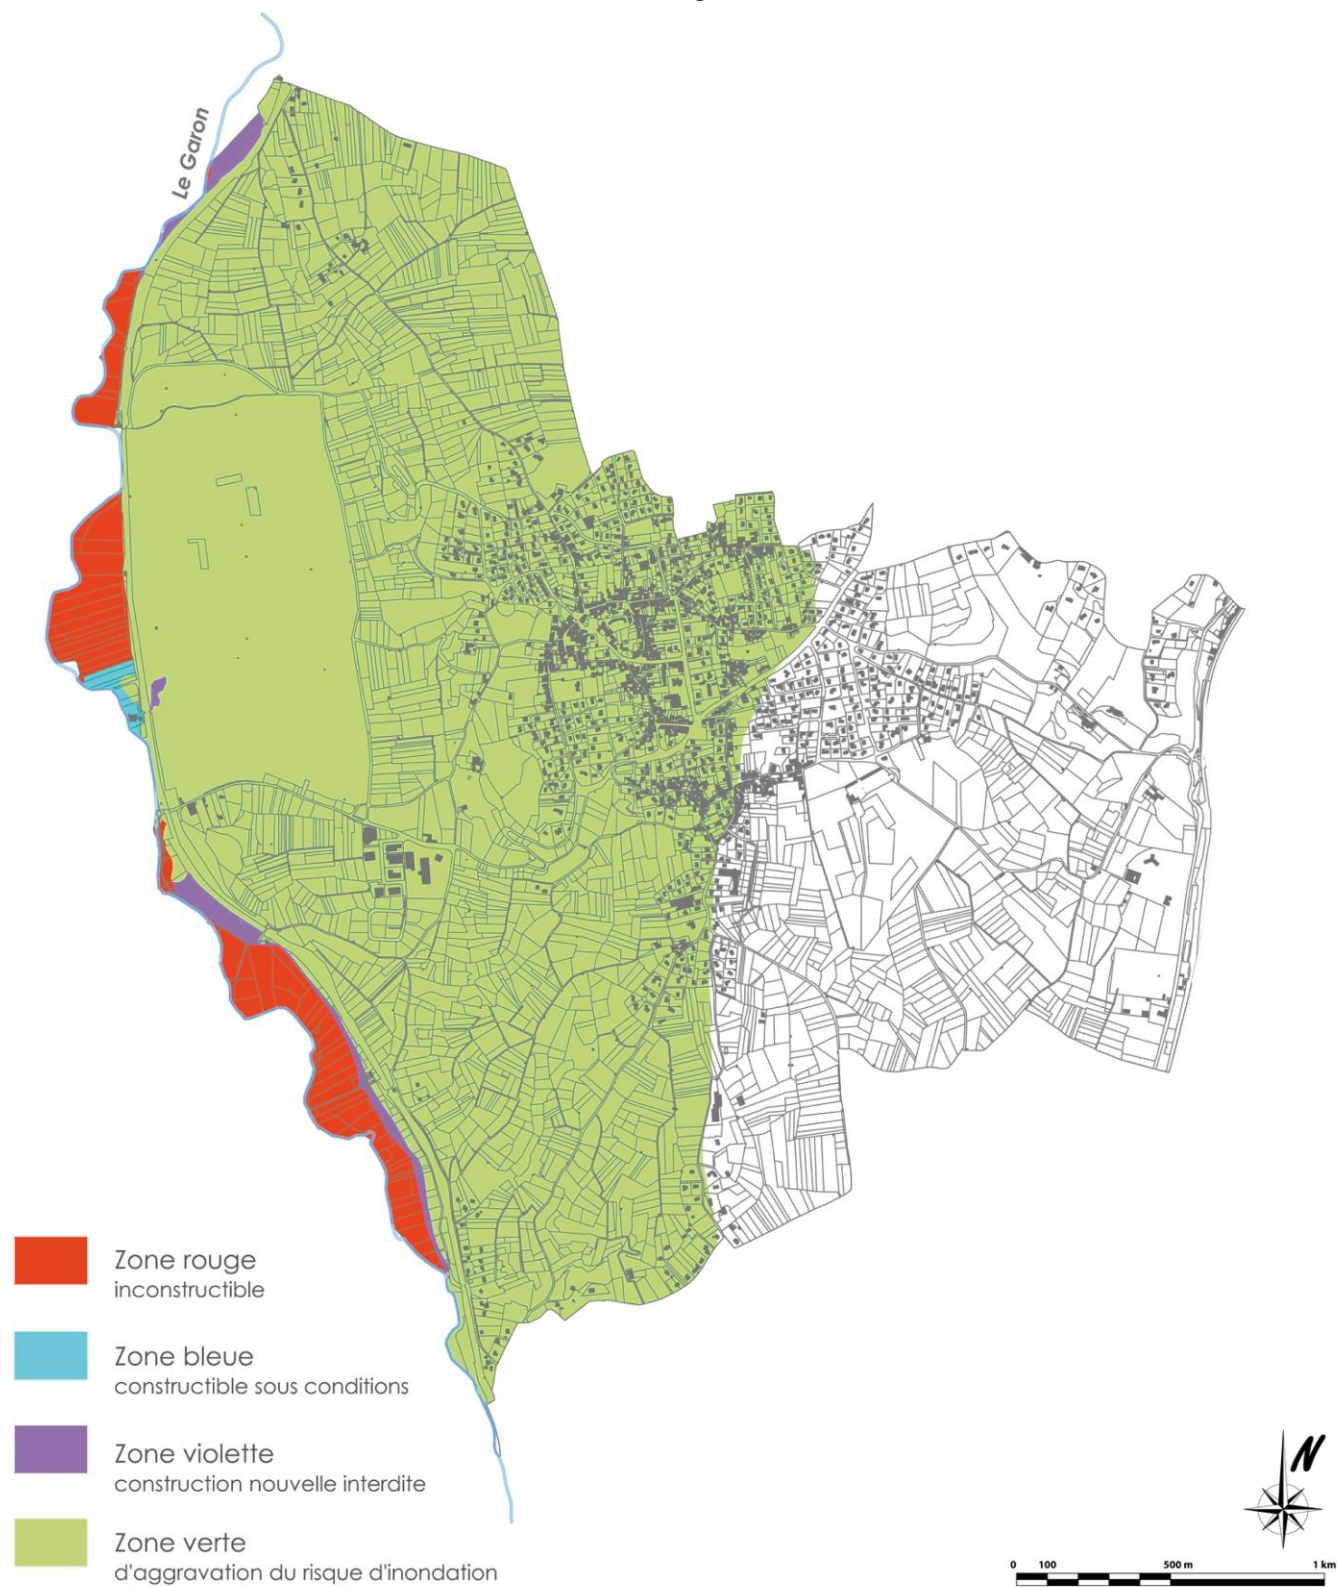 Le Garon
Zone rouge
inconstructible
Zone bleue
constructible sous conditions
Zone violette
construction nouvelle interdite
Zone verte
d'aggravation du risque d'inondation
N
0 100 500 m 1 km